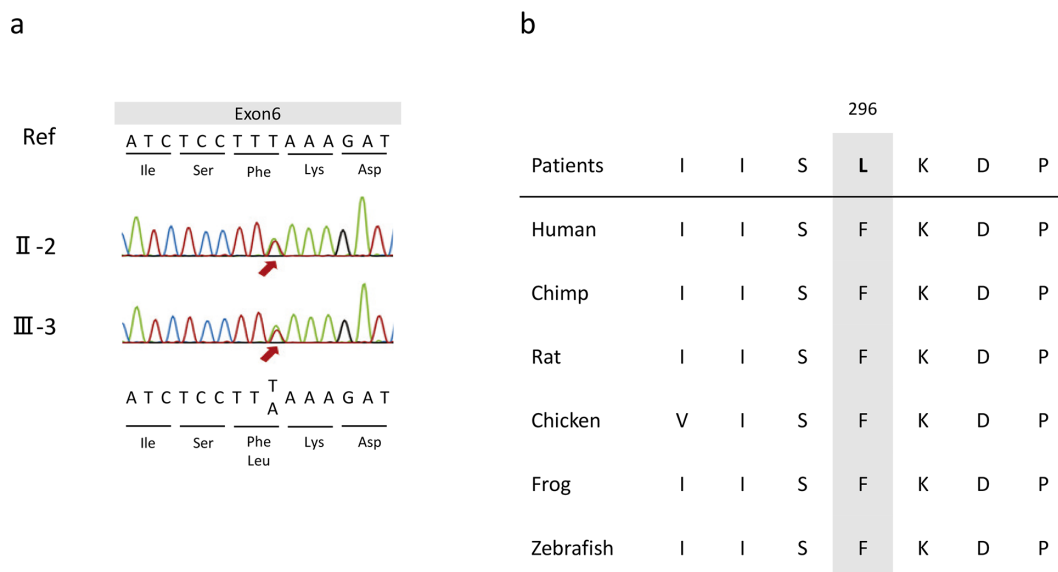 a
Exon6
Ref
A T C T C C T T T A A A G A T
Ile Ser Phe Lys Asp
Ⅱ-2
Ⅲ-3
T
A T C T C C T T A A A G A T
A
Ile Ser Phe Lys Asp
Leu
b
296
Patients I I S L K D P
Human I I S F K D P
Chimp I I S F K D P
Rat I I S F K D P
Chicken V I S F K D P
Frog I I S F K D P
Zebrafish I I S F K D P